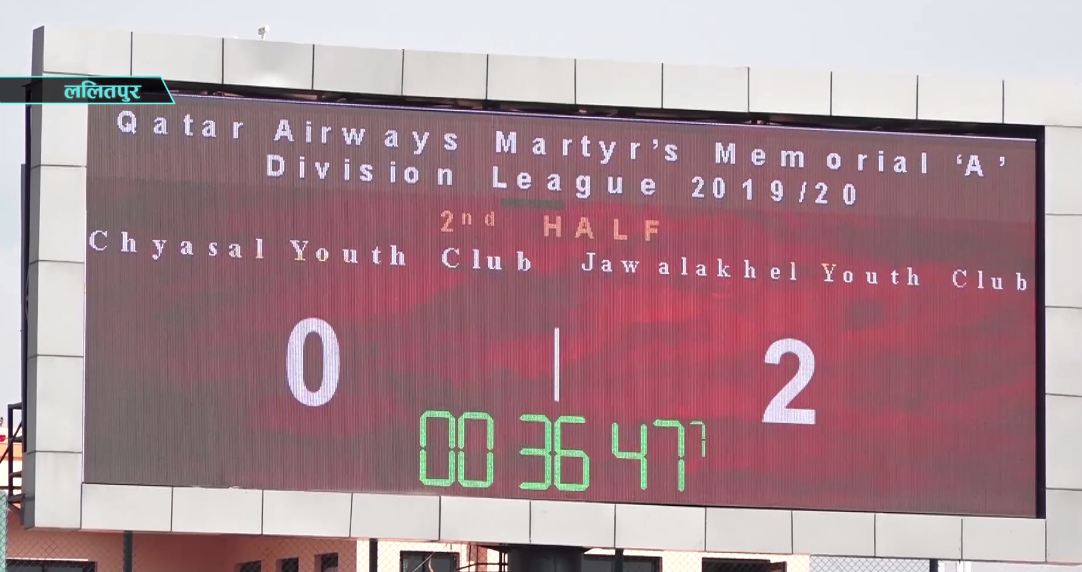 ललितपुर
Qatar Airways Martyr's Memorial 'A'
Division League 2019/20
2nd HALF
Chyasal Youth Club Jawalakhel Youth Club
0 | 2
00 36 47 7